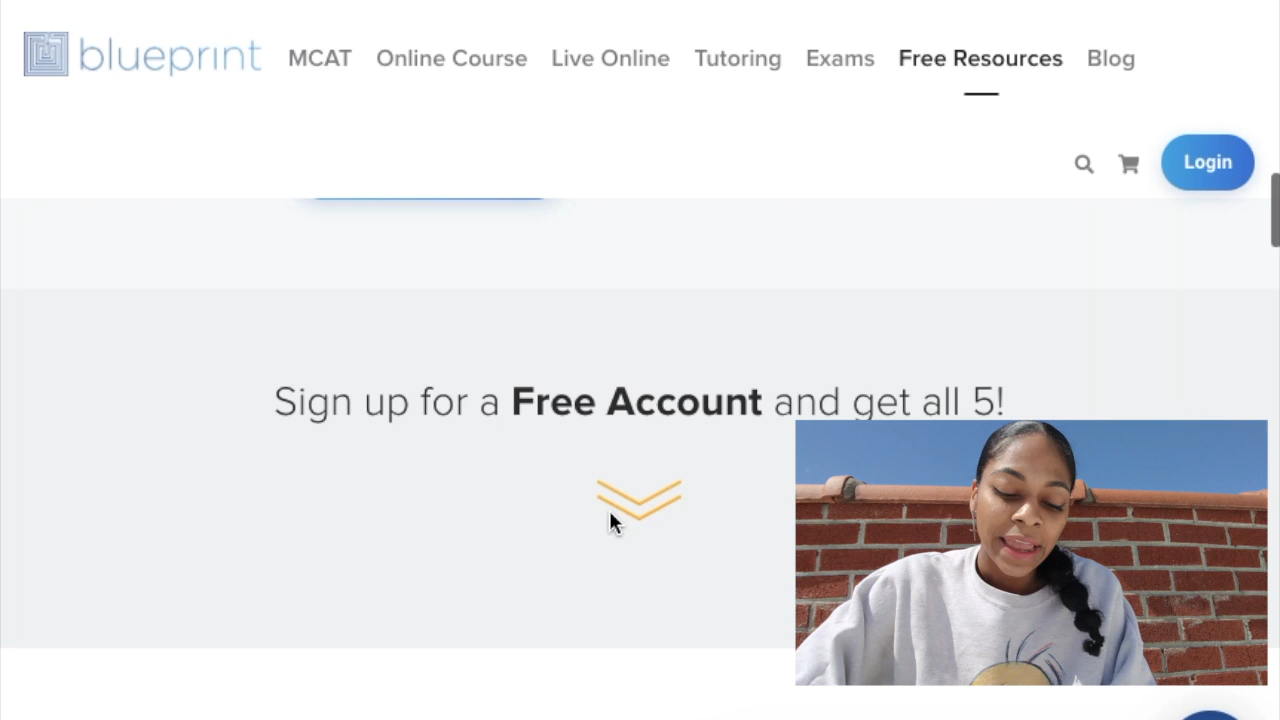 blueprint MCAT Online Course Live Online Tutoring Exams Free Resources Blog
Login
Sign up for a Free Account and get all 5!